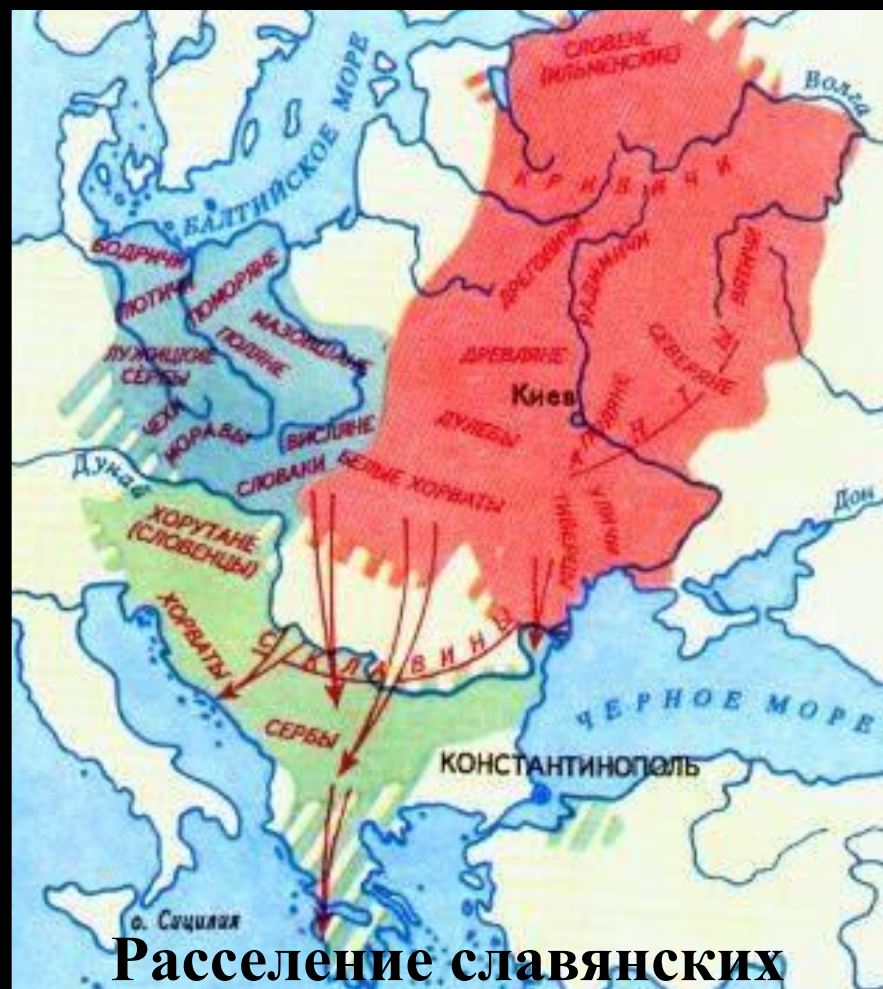 СЛОВЕНЕ
(ИЛЬМЕНСКИЕ)
Волга
БАЛТИЙСКОЕ МОРЕ
КРИВИЧИ
БОДРИЧИ
ЛЮТИЧИ
ПОМОРЯНЕ
МАЗОВШАНЕ
ПОЛЯНЕ
ДРЕГОВИЧИ
РАДИМИЧИ
ВЯТИЧИ
СЕВЕРЯНЕ
ЛУЖИЦКИЕ
СЕРБЫ
ДРЕВЛЯНЕ
Киев
ПОЛЯНЕ
АНТЫ
ДУЛЕБЫ
ЧЕХИ
МОРАВЫ
ВИСЛЯНЕ
СЛОВАКИ
БЕЛЫЕ ХОРВАТЫ
Дунай
Дон
ХОРУТАНЕ
(СЛОВЕНЦЫ)
ХОРВАТЫ
СКЛАВИНЫ
СЕРБЫ
ЧЕРНОЕ МОРЕ
КОНСТАНТИНОПОЛЬ
о. Сицилия
Расселение славянских